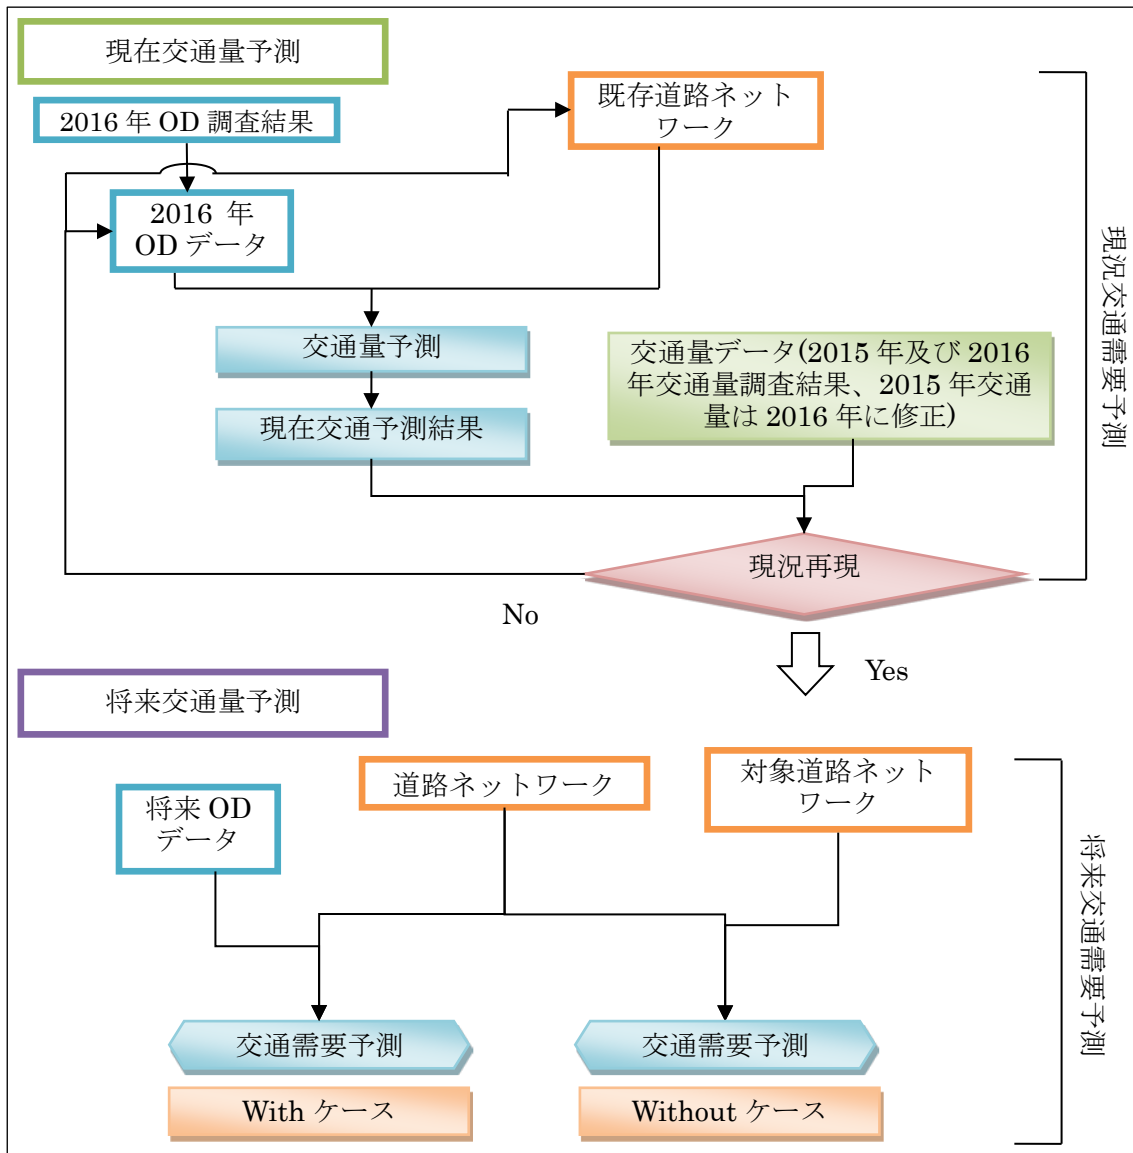 現在交通量予測
2016 年 OD 調査結果
既存道路ネット
ワーク
2016 年
OD データ
交通量予測
現在交通予測結果
交通量データ(2015 年及び 2016
年交通量調査結果、2015 年交通
量は 2016 年に修正)
現況交通需要予測
現況再現
No
Yes
将来交通量予測
道路ネットワーク
対象道路ネット
ワーク
将来 OD
データ
将来交通需要予測
交通需要予測
交通需要予測
With ケース
Without ケース